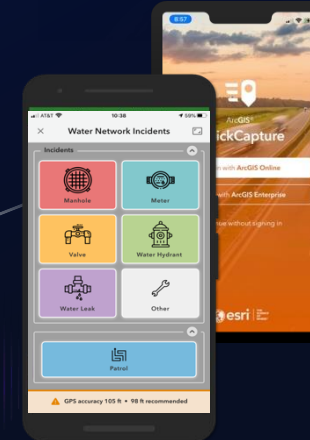 AT&T
10:38
59%
Water Network Incidents
Incidents
Manhole
Meter
Valve
Water Hydrant
Water Leak
Other
Patrol
GPS accuracy 105 ft • 98 ft recommended
8:57
ArcGIS®
ickCapture
with ArcGIS Online
with ArcGIS Enterprise
ue without signing in
esri